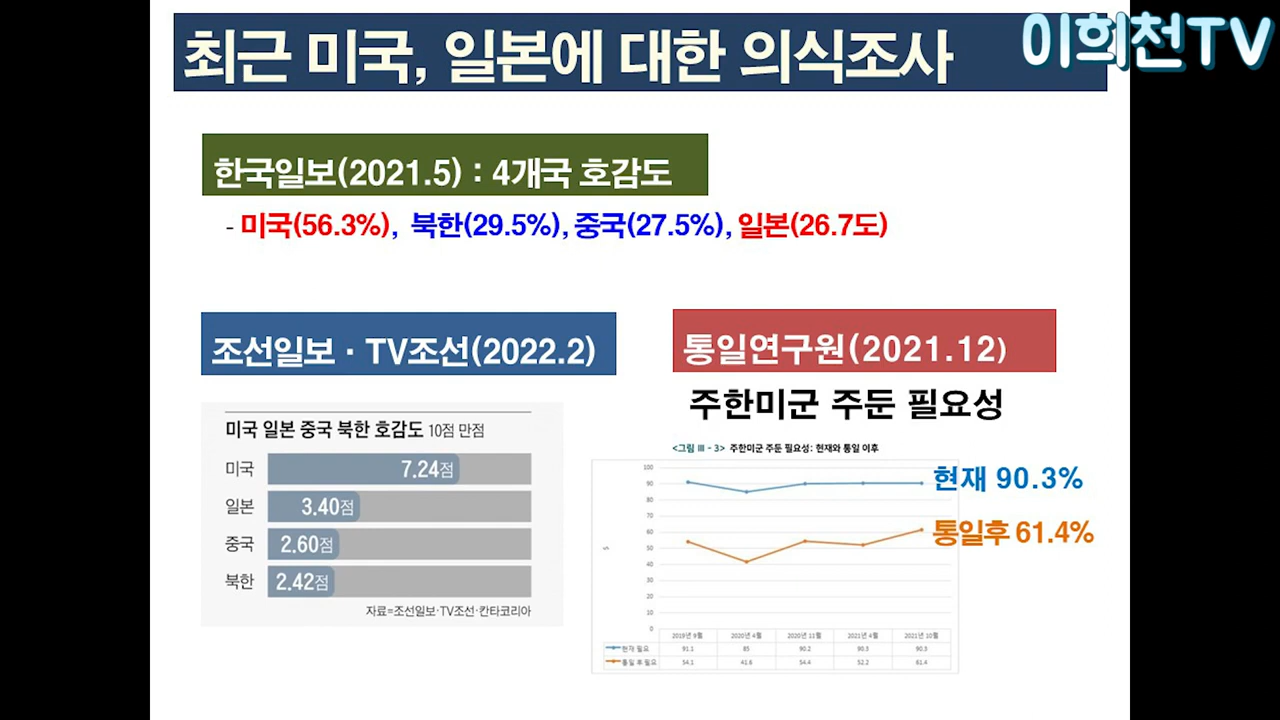 최근 미국, 일본에 대한 의식조사
이희천TV
한국일보(2021.5) : 4개국 호감도
- 미국(56.3%), 북한(29.5%), 중국(27.5%), 일본(26.7도)
조선일보 · TV조선(2022.2)
미국 일본 중국 북한 호감도 10점 만점
미국 7.24점
일본 3.40점
중국 2.60점
북한 2.42점
자료=조선일보·TV조선·칸타코리아
통일연구원(2021.12)
주한미군 주둔 필요성
<그림 Ⅲ - 3> 주한미군 주둔 필요성: 현재와 통일 이후
100
90
80
70
60
50
40
30
20
10
0
%
현재 90.3%
통일후 61.4%
2019년 9월 2020년 4월 2020년 11월 2021년 4월 2021년 10월
현재 필요 91.1 85 90.2 90.3 90.3
통일 후 필요 54.1 41.6 54.4 52.2 61.4